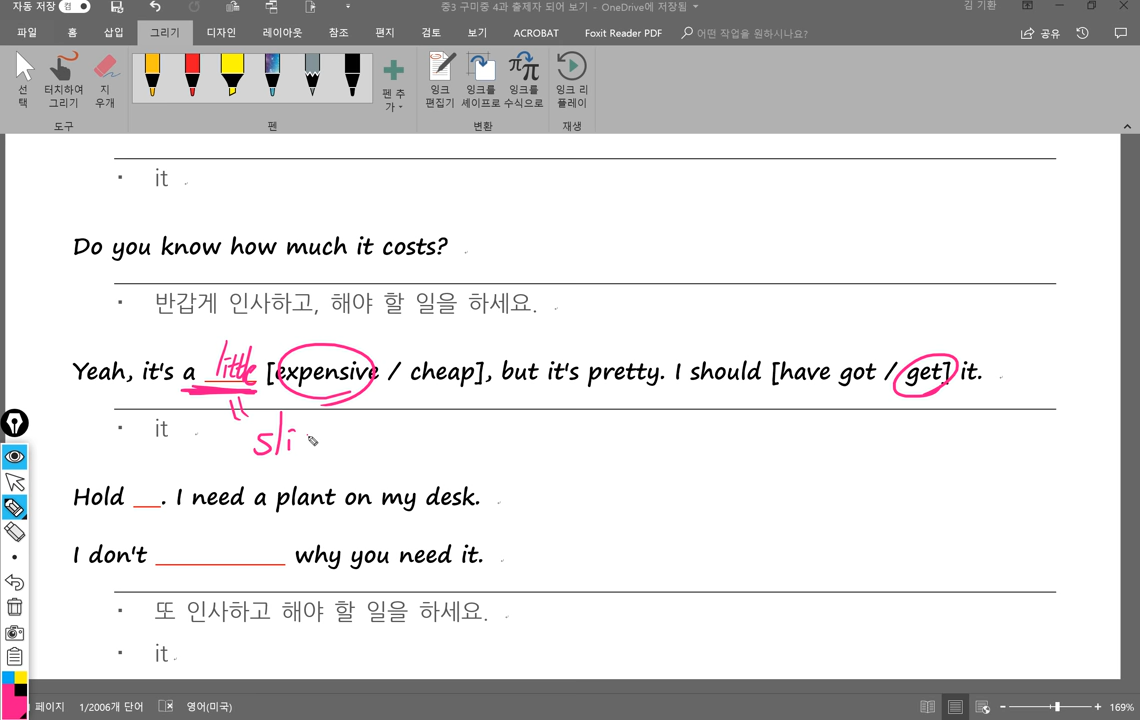 자동 저장 켬 중3 구미중 4과 출제자 되어 보기 - OneDrive에 저장됨 김 기환
파일 홈 삽입 그리기 디자인 레이아웃 참조 편지 검토 보기 ACROBAT Foxit Reader PDF 어떤 작업을 원하시나요? 공유
선택 터치하여 그리기 지우개 펜 추가 잉크 편집기 잉크를 셰이프로 잉크를 수식으로 잉크 리플레이
도구 펜 변환 재생
it
Do you know how much it costs?
반갑게 인사하고, 해야 할 일을 하세요.
Yeah, it's a little [expensive / cheap], but it's pretty. I should [have got / get] it.
it
sli
Hold __. I need a plant on my desk.
I don't __________ why you need it.
또 인사하고 해야 할 일을 하세요.
it
페이지 1/2006개 단어 영어(미국) 169%